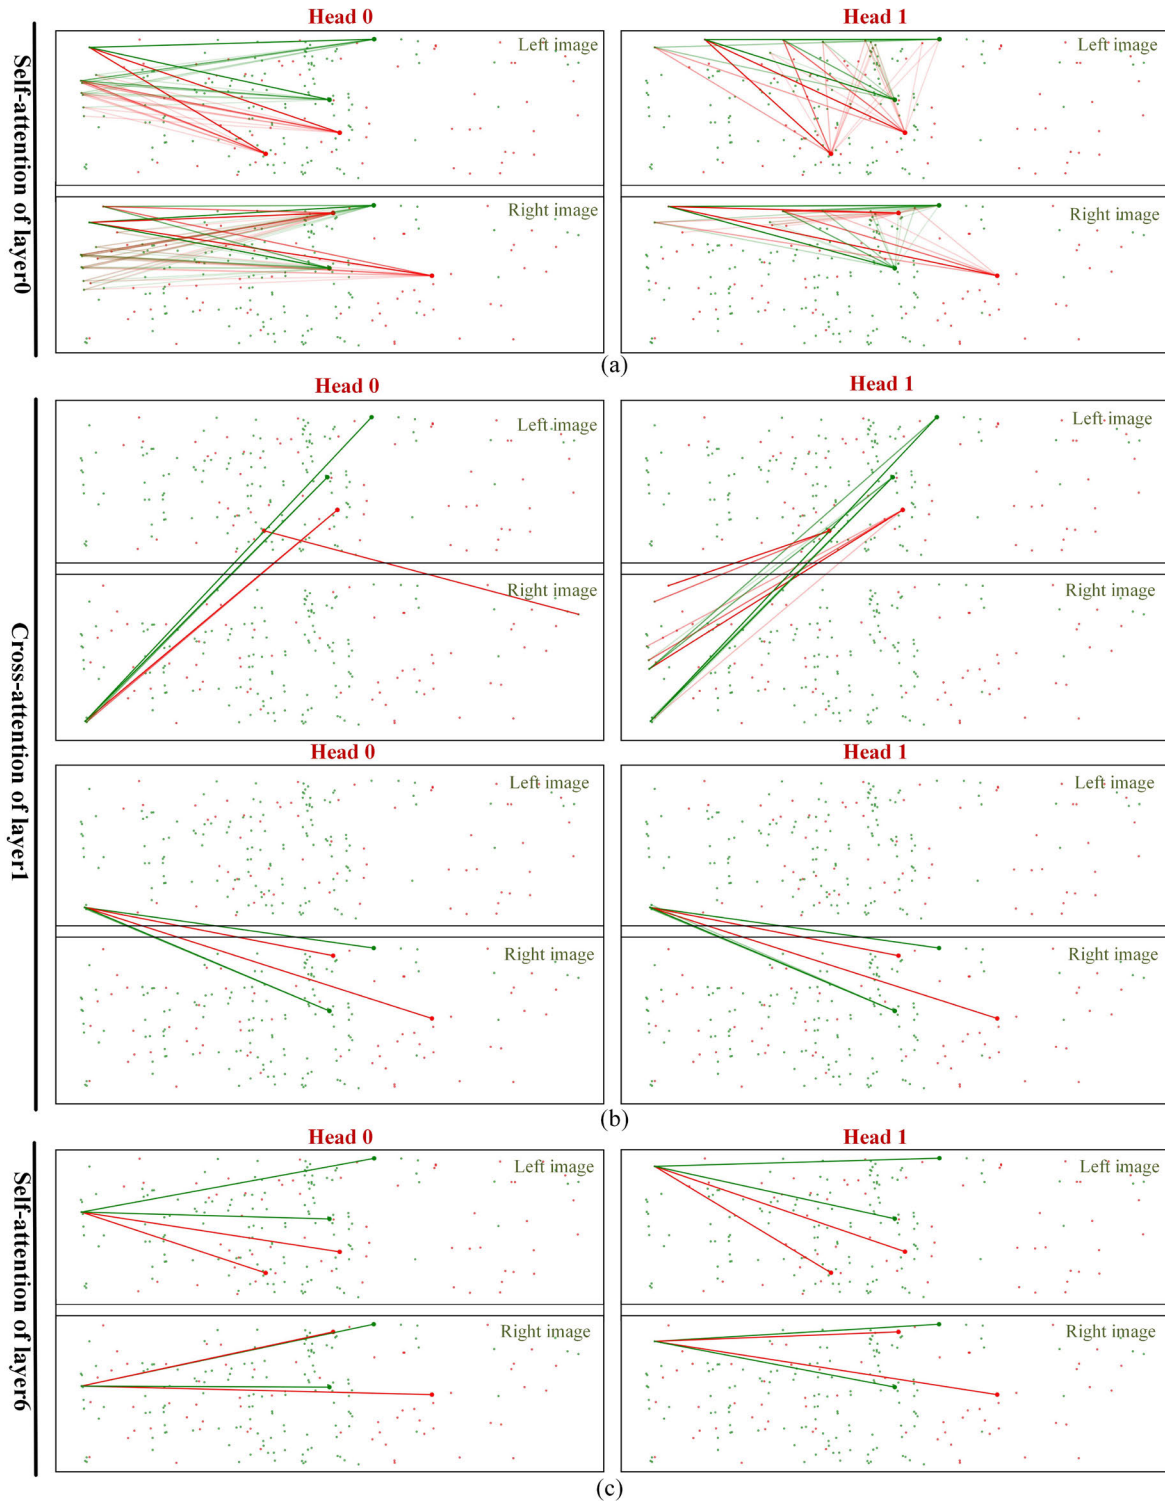 Self-attention of layer0
Head 0
Head 1
Left image
Left image
Right image
Right image
(a)
Cross-attention of layer1
Head 0
Head 1
Left image
Left image
Right image
Right image
Head 0
Head 1
Left image
Left image
Right image
Right image
(b)
Self-attention of layer6
Head 0
Head 1
Left image
Left image
Right image
Right image
(c)